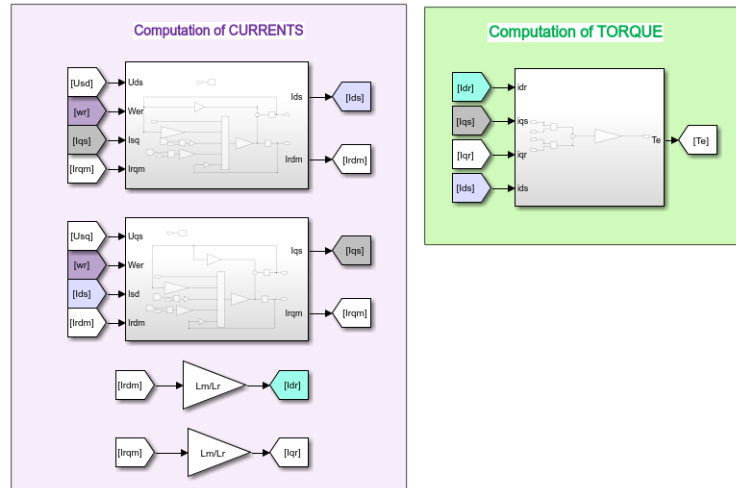 Computation of CURRENTS
[Usd] Uds
[wr] Wer Ids [Ids]
[Iqs] Isq
[Irqm] Irqm Irdm [Irdm]
[Usq] Uqs
[wr] Wer Iqs [Iqs]
[Ids] Isd
[Irdm] Irdm Irqm [Irqm]
[Irdm] Lm/Lr [Idr]
[Irqm] Lm/Lr [Iqr]
Computation of TORQUE
[Idr] idr
[Iqs] iqs
[Iqr] iqr Te [Te]
[Ids] ids